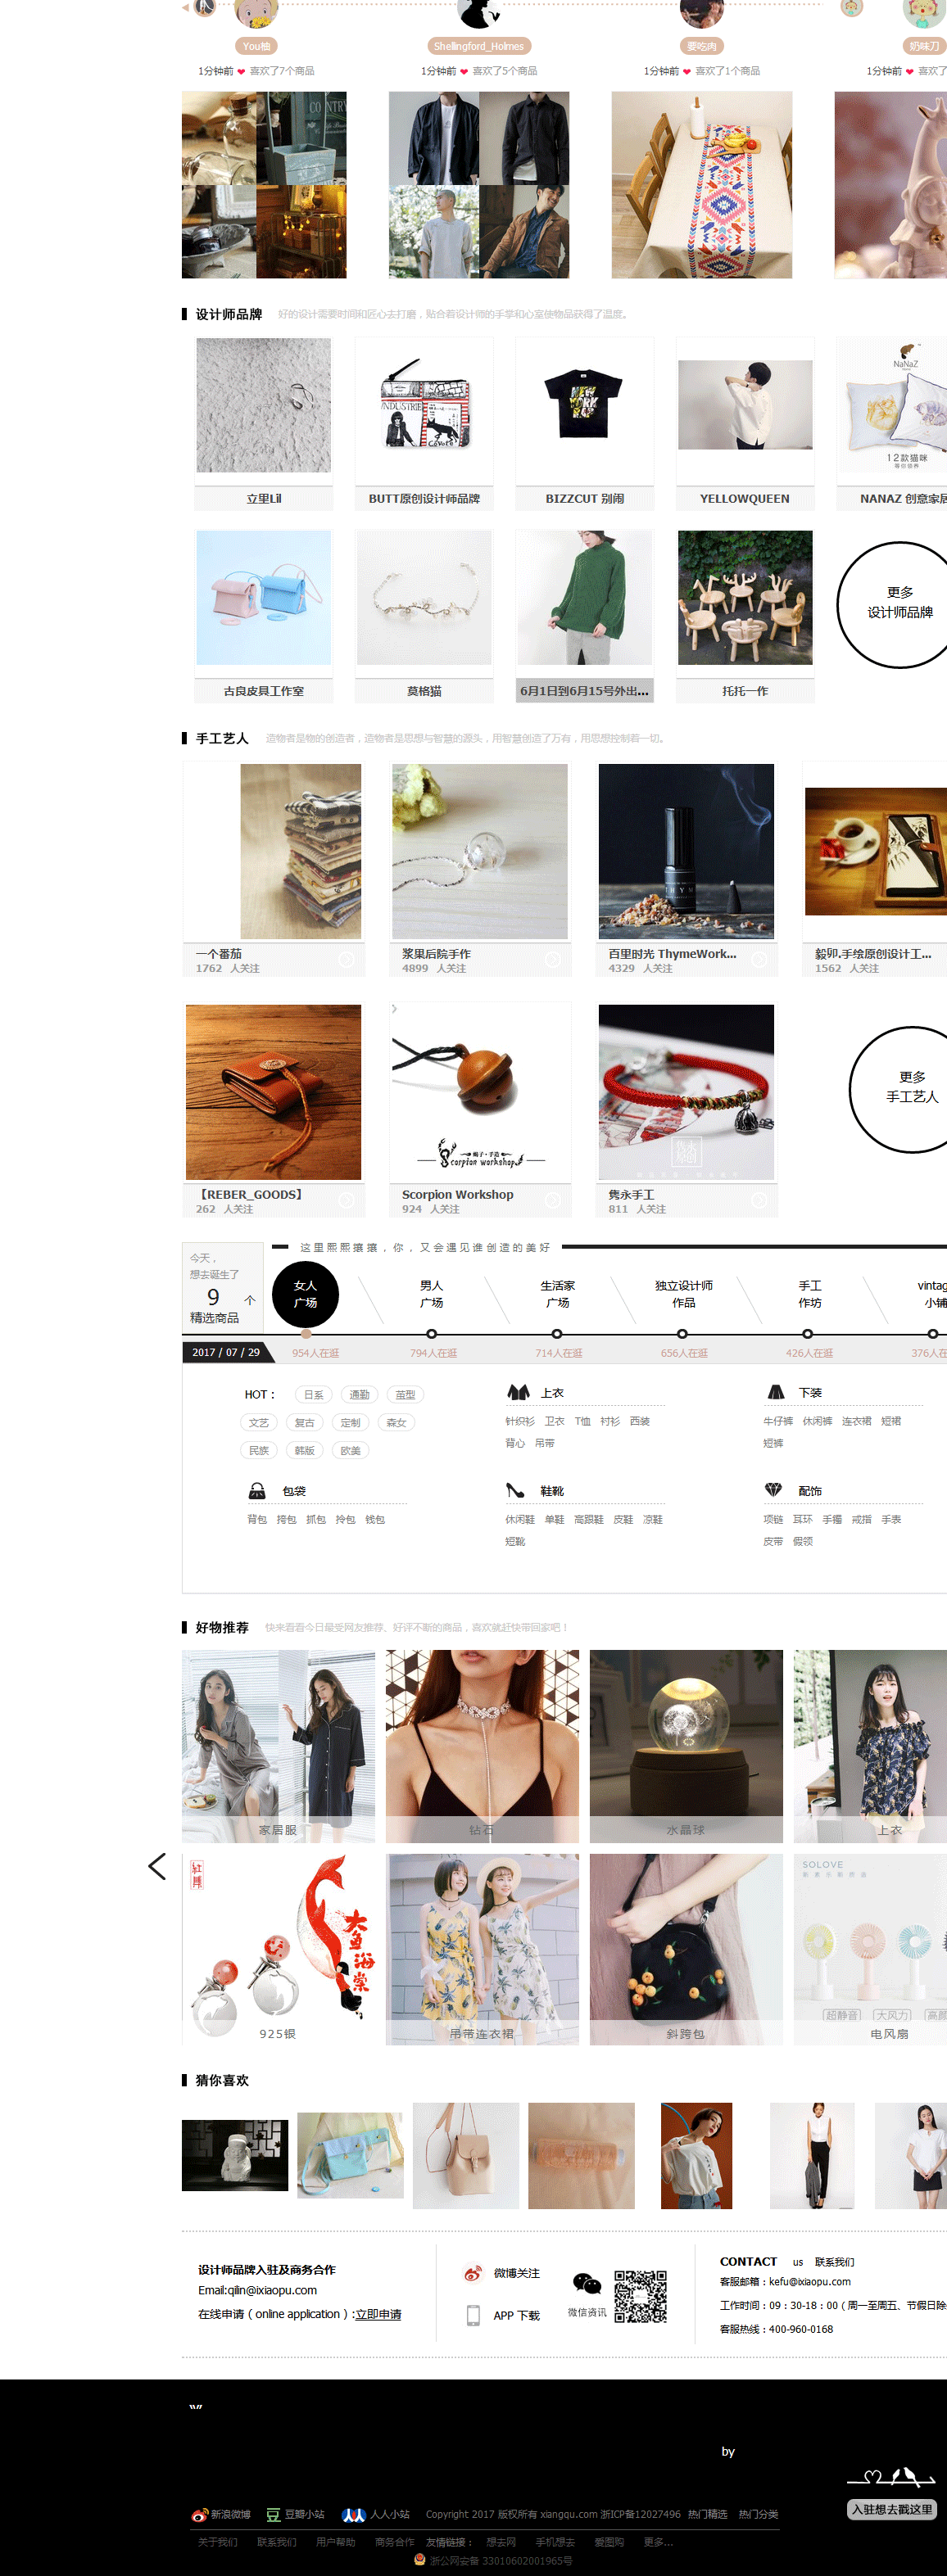 You柚
Shellingford_Holmes
要吃肉
奶味刀
1分钟前 ❤ 喜欢了7个商品
1分钟前 ❤ 喜欢了5个商品
1分钟前 ❤ 喜欢了1个商品
1分钟前 ❤ 喜欢了
COUNTRY
设计师品牌 好的设计需要时间和匠心去打磨，贴合着设计师的手掌和心室使物品获得了温度。
INDUSTRIE
Coyote
NEW
YORK
NaNaZ
12款猫咪
等你领养
立里Lil
BUTT原创设计师品牌
BIZZCUT 别闹
YELLOWQUEEN
NANAZ 创意家居
更多
设计师品牌
古良皮具工作室
莫格猫
6月1日到6月15号外出...
托托一作
手工艺人 造物者是物的创造者，造物者是思想与智慧的源头，用智慧创造了万有，用思想控制着一切。
THYME
一个番茄
1762 人关注
浆果后院手作
4899 人关注
百里时光 ThymeWork...
4329 人关注
毅卯.手绘原创设计工...
1562 人关注
蝎子·手造
Scorpion workshop
更多
手工艺人
【REBER_GOODS】
262 人关注
Scorpion Workshop
924 人关注
隽永手工
811 人关注
今天，
想去诞生了
9 个
精选商品
这里熙熙攘攘，你，又会遇见谁创造的美好
女人
广场
男人
广场
生活家
广场
独立设计师
作品
手工
作坊
vintag
小铺
2017 / 07 / 29
954人在逛
794人在逛
714人在逛
656人在逛
426人在逛
376人在
HOT：
日系 通勤 茧型
文艺 复古 定制 森女
民族 韩版 欧美
上衣
针织衫 卫衣 T恤 衬衫 西装
背心 吊带
下装
牛仔裤 休闲裤 连衣裙 短裙
短裤
包袋
背包 挎包 抓包 拎包 钱包
鞋靴
休闲鞋 单鞋 高跟鞋 皮鞋 凉鞋
短靴
配饰
项链 耳环 手镯 戒指 手表
皮带 假领
好物推荐 快来看看今日最受网友推荐、好评不断的商品，喜欢就赶快带回家吧！
家居服
钻石
水晶球
上衣
大鱼海棠
SOLOVE
超静音 大风力 高颜
925银
吊带连衣裙
斜挎包
电风扇
猜你喜欢
设计师品牌入驻及商务合作
Email:qilin@ixiaopu.com
在线申请（online application）:立即申请
微博关注
APP 下载
微信资讯
CONTACT us 联系我们
客服邮箱：kefu@ixiaopu.com
工作时间：09：30-18：00（周一至周五、节假日除
客服热线：400-960-0168
by
入驻想去戳这里
新浪微博 豆瓣小站 人人小站 Copyright 2017 版权所有 xiangqu.com 浙ICP备12027496 热门精选 热门分类
关于我们 联系我们 用户帮助 商务合作 友情链接： 想去网 手机想去 爱图购 更多...
浙公网安备 33010602001965号